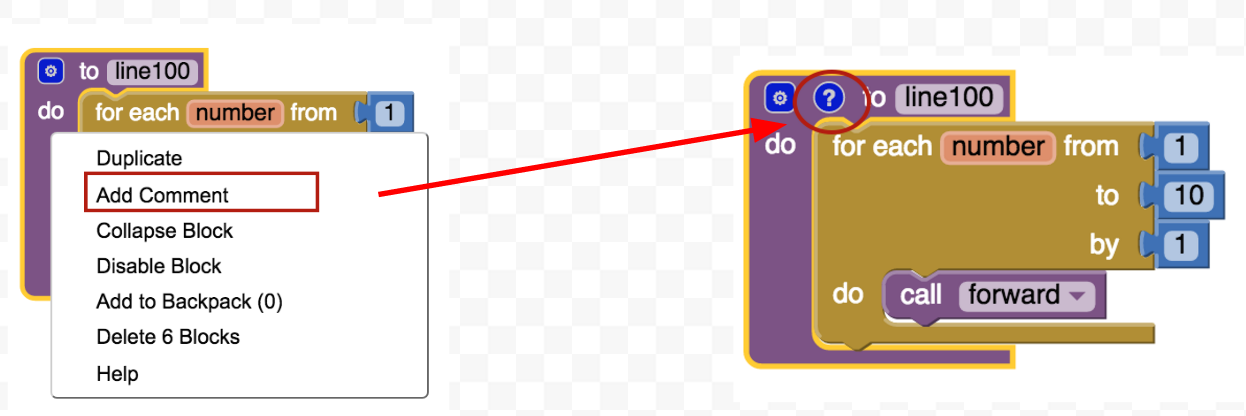 to line100
do for each number from 1
Duplicate
Add Comment
Collapse Block
Disable Block
Add to Backpack (0)
Delete 6 Blocks
Help
? to line100
do for each number from 1
to 10
by 1
do call forward